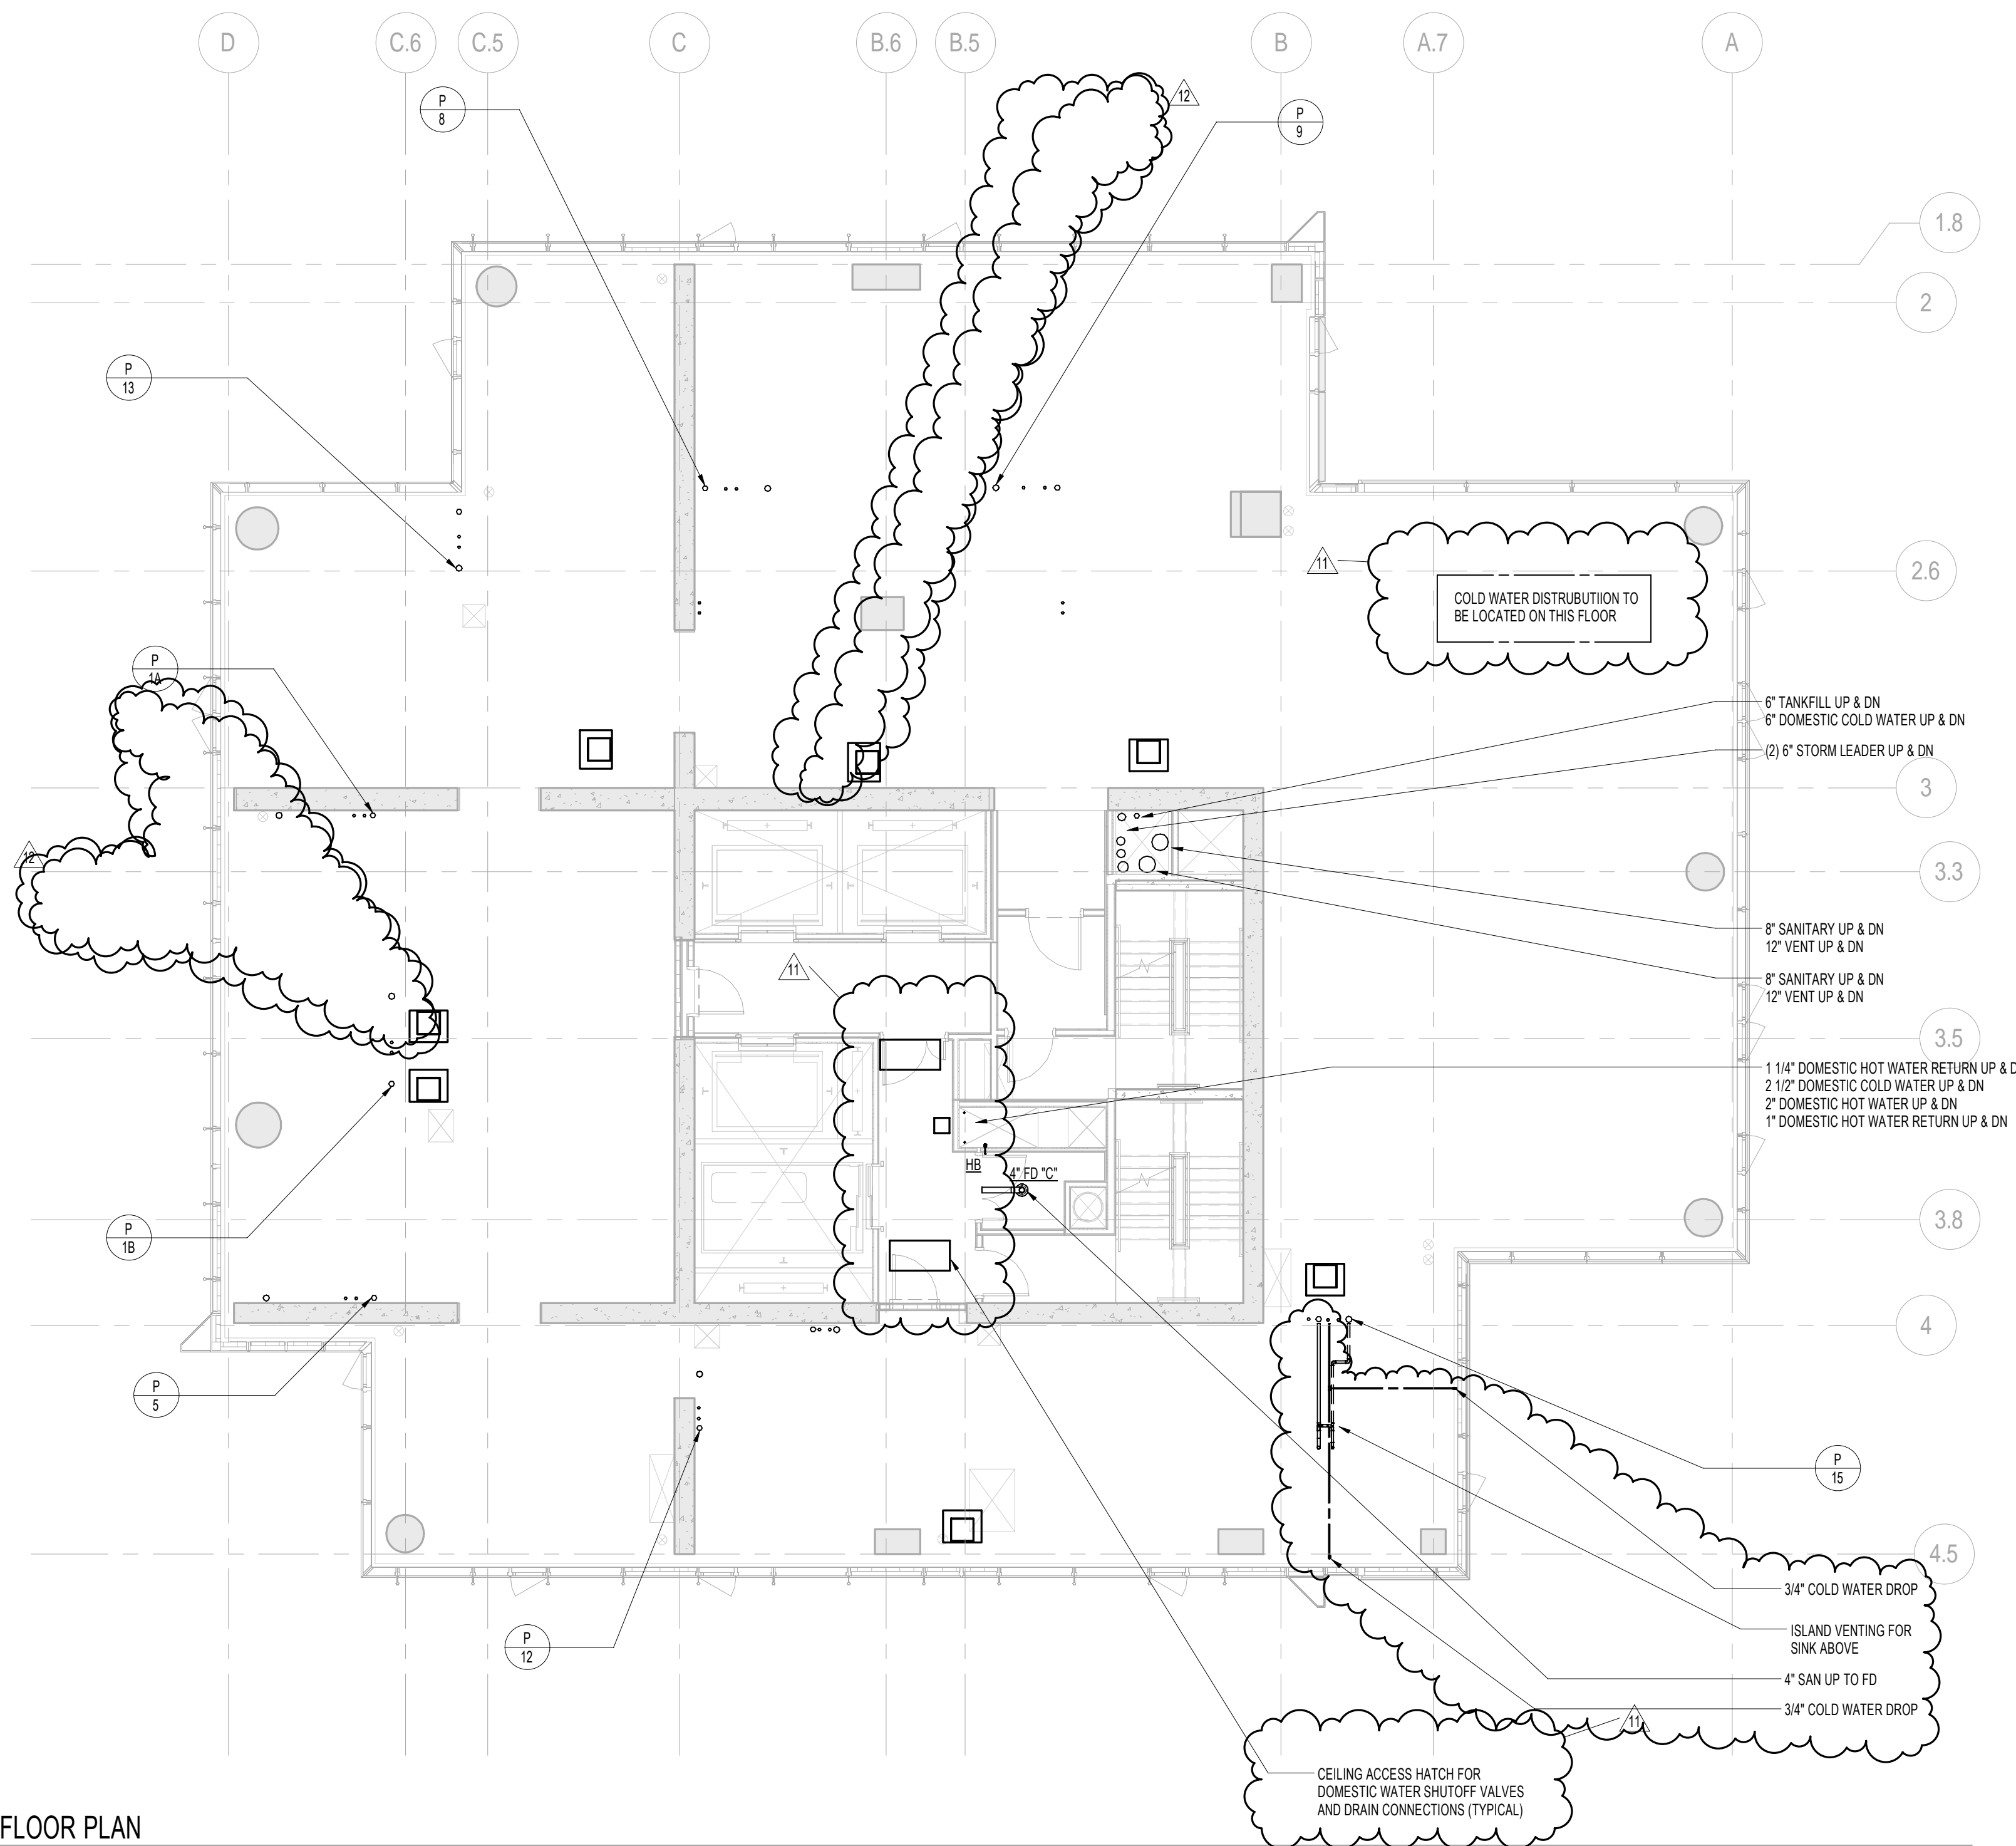 D
C.6
C.5
C
B.6
B.5
B
A.7
A
P
8
12
P
9
1.8
2
P
13
11
2.6
COLD WATER DISTRUBUTIION TO
BE LOCATED ON THIS FLOOR
P
1A
6" TANKFILL UP & DN
6" DOMESTIC COLD WATER UP & DN
(2) 6" STORM LEADER UP & DN
3
12
3.3
8" SANITARY UP & DN
12" VENT UP & DN
11
8" SANITARY UP & DN
12" VENT UP & DN
3.5
1 1/4" DOMESTIC HOT WATER RETURN UP & D
2 1/2" DOMESTIC COLD WATER UP & DN
2" DOMESTIC HOT WATER UP & DN
1" DOMESTIC HOT WATER RETURN UP & DN
HB
4" FD "C"
3.8
P
1B
4
P
5
P
15
4.5
3/4" COLD WATER DROP
P
12
ISLAND VENTING FOR
SINK ABOVE
4" SAN UP TO FD
3/4" COLD WATER DROP
11
CEILING ACCESS HATCH FOR
DOMESTIC WATER SHUTOFF VALVES
AND DRAIN CONNECTIONS (TYPICAL)
FLOOR PLAN